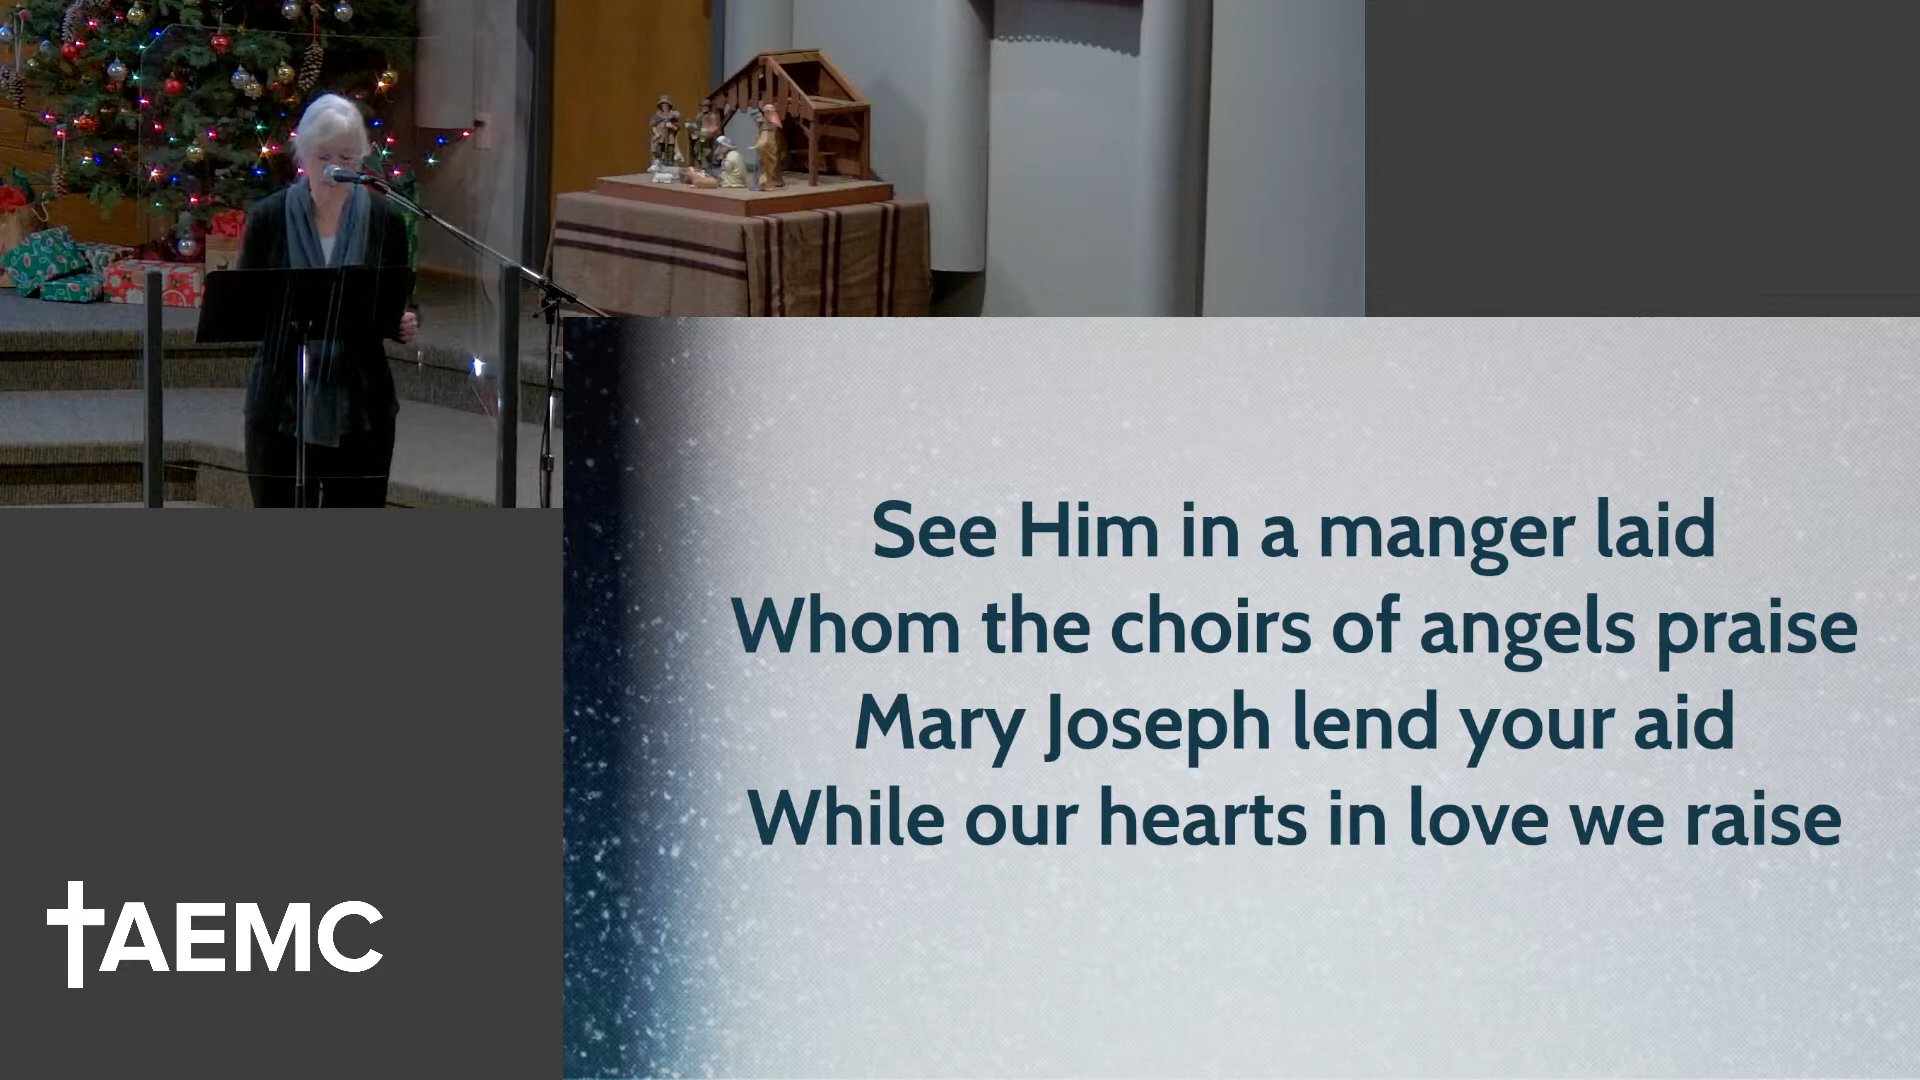 See Him in a manger laid
Whom the choirs of angels praise
Mary Joseph lend your aid
While our hearts in love we raise
AEMC